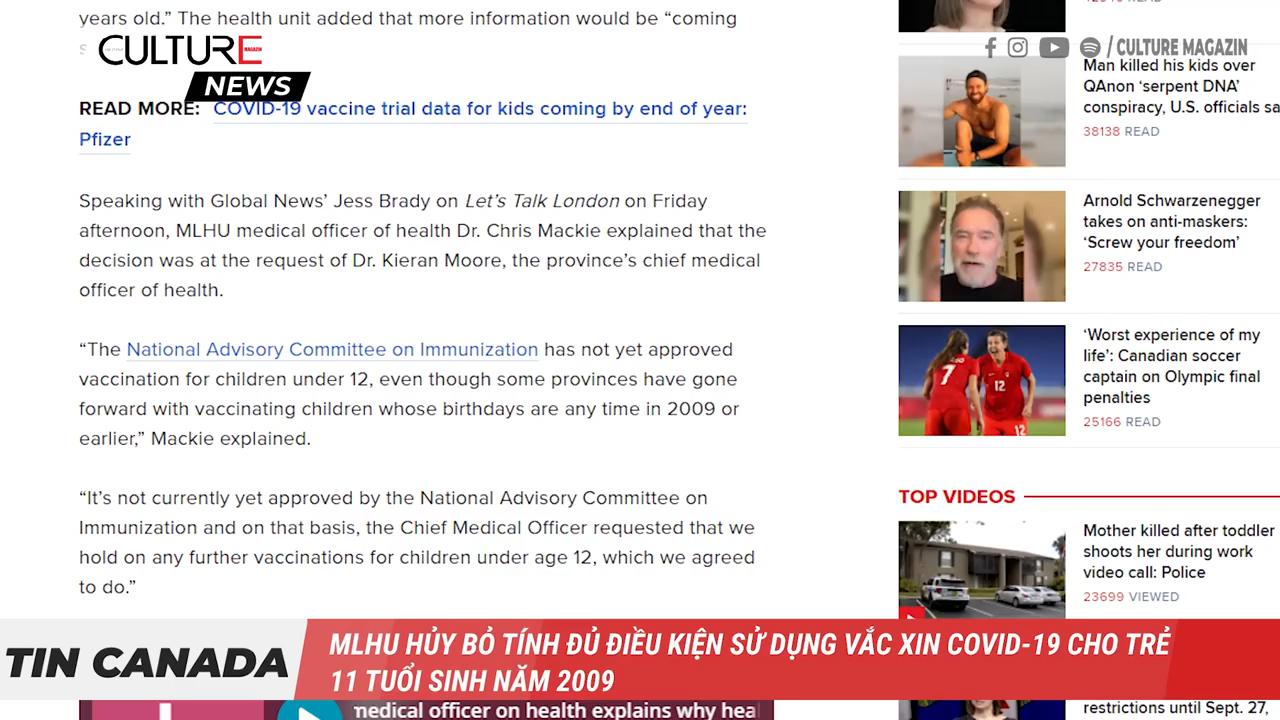 years old.” The health unit added that more information would be “coming
CULTURE
MAGAZIN
NEWS
READ MORE: COVID-19 vaccine trial data for kids coming by end of year:
Pfizer
Speaking with Global News’ Jess Brady on Let’s Talk London on Friday
afternoon, MLHU medical officer of health Dr. Chris Mackie explained that the
decision was at the request of Dr. Kieran Moore, the province’s chief medical
officer of health.
“The National Advisory Committee on Immunization has not yet approved
vaccination for children under 12, even though some provinces have gone
forward with vaccinating children whose birthdays are any time in 2009 or
earlier,” Mackie explained.
“It’s not currently yet approved by the National Advisory Committee on
Immunization and on that basis, the Chief Medical Officer requested that we
hold on any further vaccinations for children under age 12, which we agreed
to do.”
/ CULTURE MAGAZIN
Man killed his kids over
QAnon ‘serpent DNA’
conspiracy, U.S. officials sa
38138 READ
Arnold Schwarzenegger
takes on anti-maskers:
‘Screw your freedom’
27835 READ
7
12
12
‘Worst experience of my
life’: Canadian soccer
captain on Olympic final
penalties
25166 READ
TOP VIDEOS
Mother killed after toddler
shoots her during work
video call: Police
23699 VIEWED
TIN CANADA
MLHU HỦY BỎ TÍNH ĐỦ ĐIỀU KIỆN SỬ DỤNG VẮC XIN COVID-19 CHO TRẺ
11 TUỔI SINH NĂM 2009
medical officer on health explains why heal
restrictions until Sept. 27,